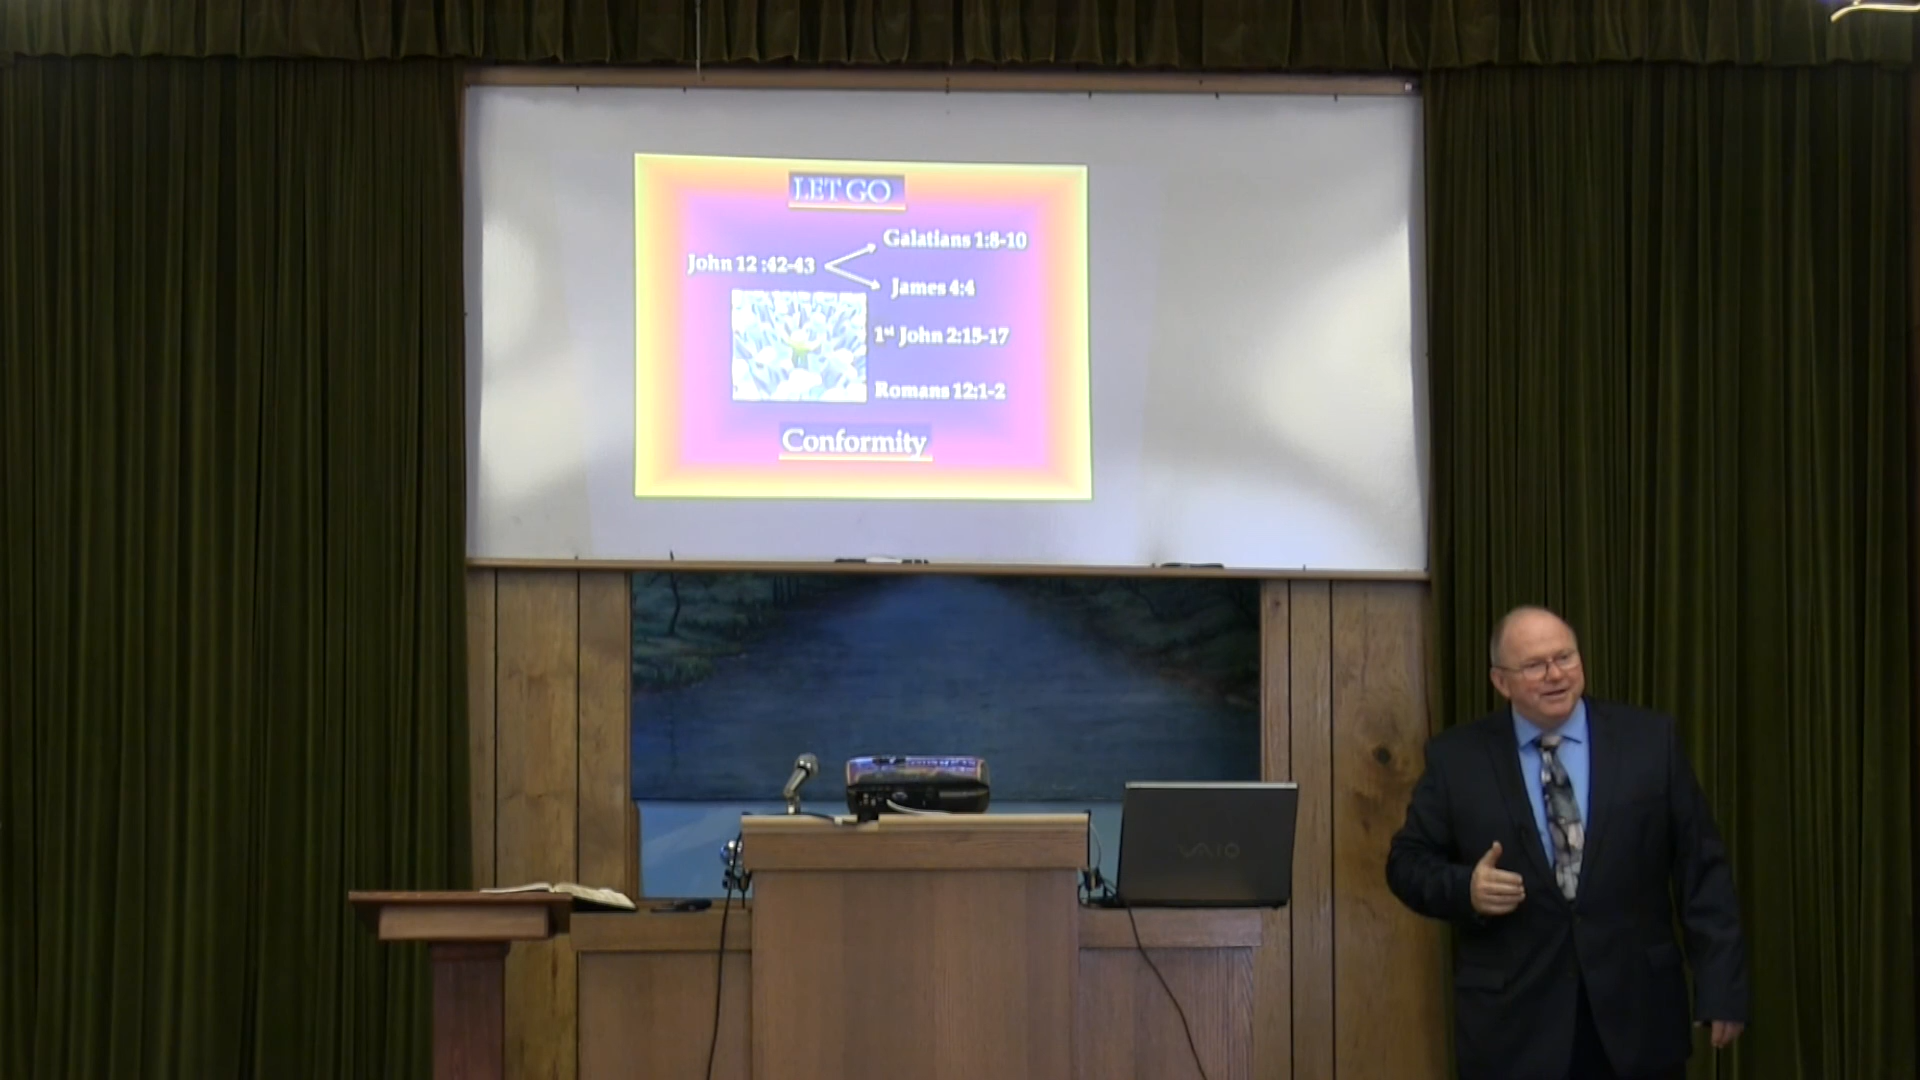 LET GO
Galatians 1:8-10
John 12 :42-43
James 4:4
1st John 2:15-17
Romans 12:1-2
Conformity
VAIO